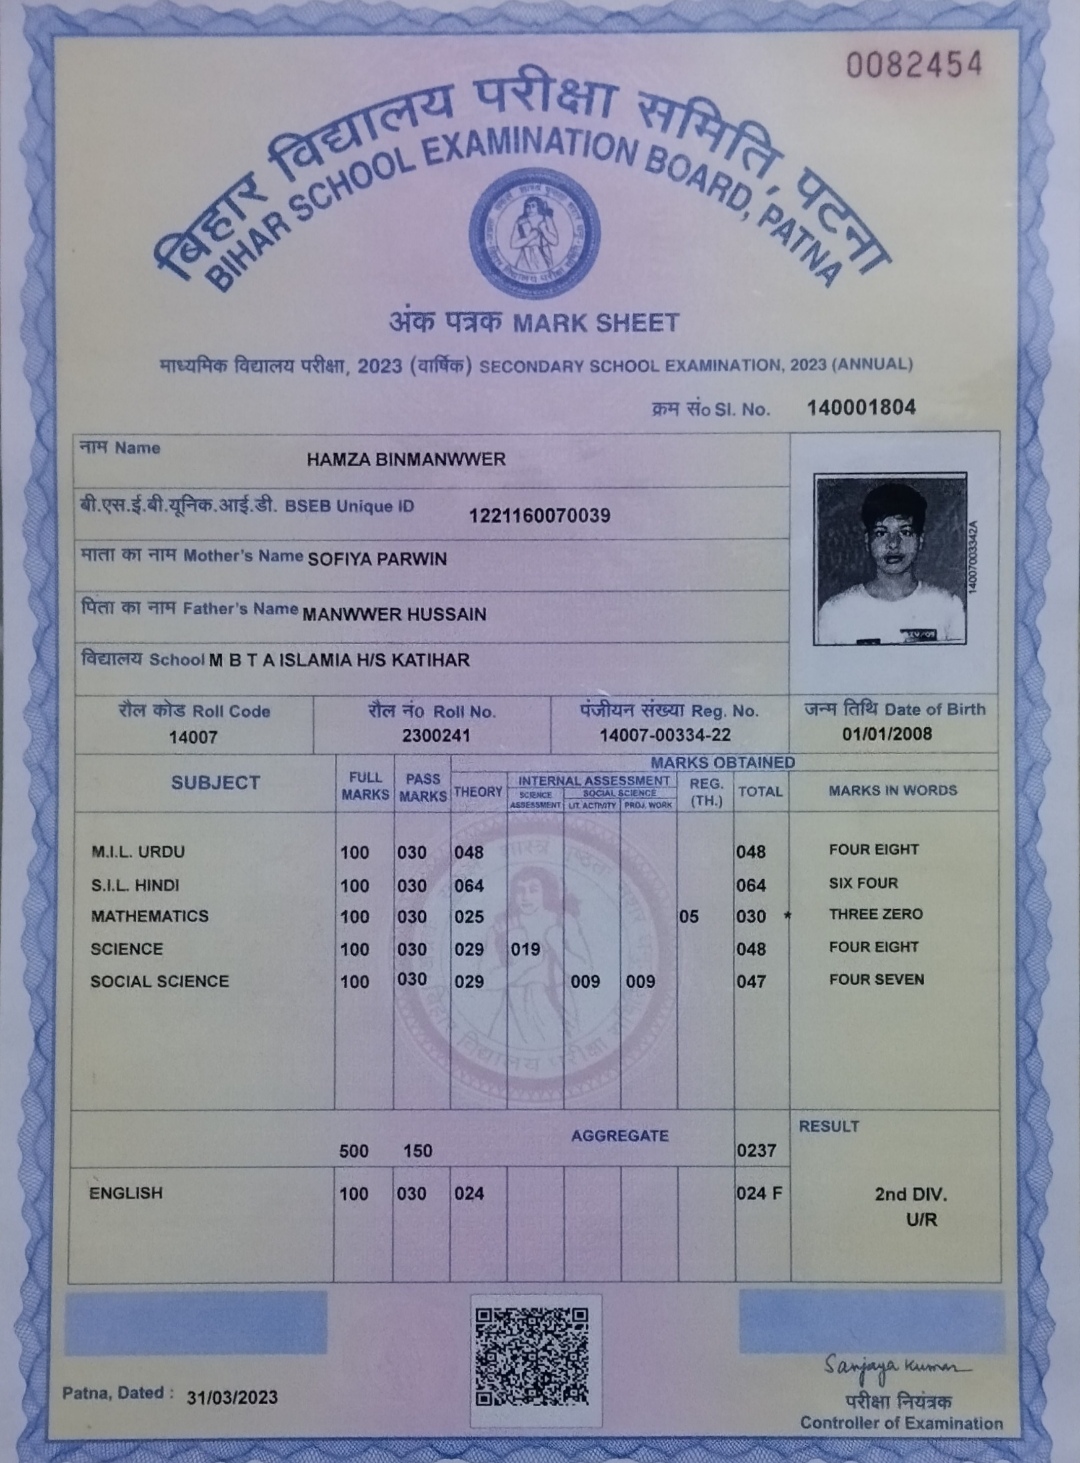 0082454
बिहार विद्यालय परीक्षा समिति, पटना
BIHAR SCHOOL EXAMINATION BOARD, PATNA
अंक पत्रक MARK SHEET
माध्यमिक विद्यालय परीक्षा, 2023 (वार्षिक) SECONDARY SCHOOL EXAMINATION, 2023 (ANNUAL)
क्रम सं० Sl. No. 140001804
नाम Name HAMZA BINMANWWER
बी.एस.ई.बी.यूनिक.आई.डी. BSEB Unique ID 1221160070039
माता का नाम Mother's Name SOFIYA PARWIN
पिता का नाम Father's Name MANWWER HUSSAIN
विद्यालय School M B T A ISLAMIA H/S KATIHAR
14007003342A
रौल कोड Roll Code रौल नं० Roll No. पंजीयन संख्या Reg. No. जन्म तिथि Date of Birth
14007 2300241 14007-00334-22 01/01/2008
MARKS OBTAINED
SUBJECT FULL MARKS PASS MARKS THEORY INTERNAL ASSESSMENT REG. (TH.) TOTAL MARKS IN WORDS
SCIENCE ASSESSMENT SOCIAL SCIENCE
LIT. ACTIVITY PROJ. WORK
M.I.L. URDU 100 030 048 048 FOUR EIGHT
S.I.L. HINDI 100 030 064 064 SIX FOUR
MATHEMATICS 100 030 025 05 030 * THREE ZERO
SCIENCE 100 030 029 019 048 FOUR EIGHT
SOCIAL SCIENCE 100 030 029 009 009 047 FOUR SEVEN
500 150 AGGREGATE 0237 RESULT
ENGLISH 100 030 024 024 F 2nd DIV.
U/R
Patna, Dated : 31/03/2023
Sanjaya Kumar
परीक्षा नियंत्रक
Controller of Examination